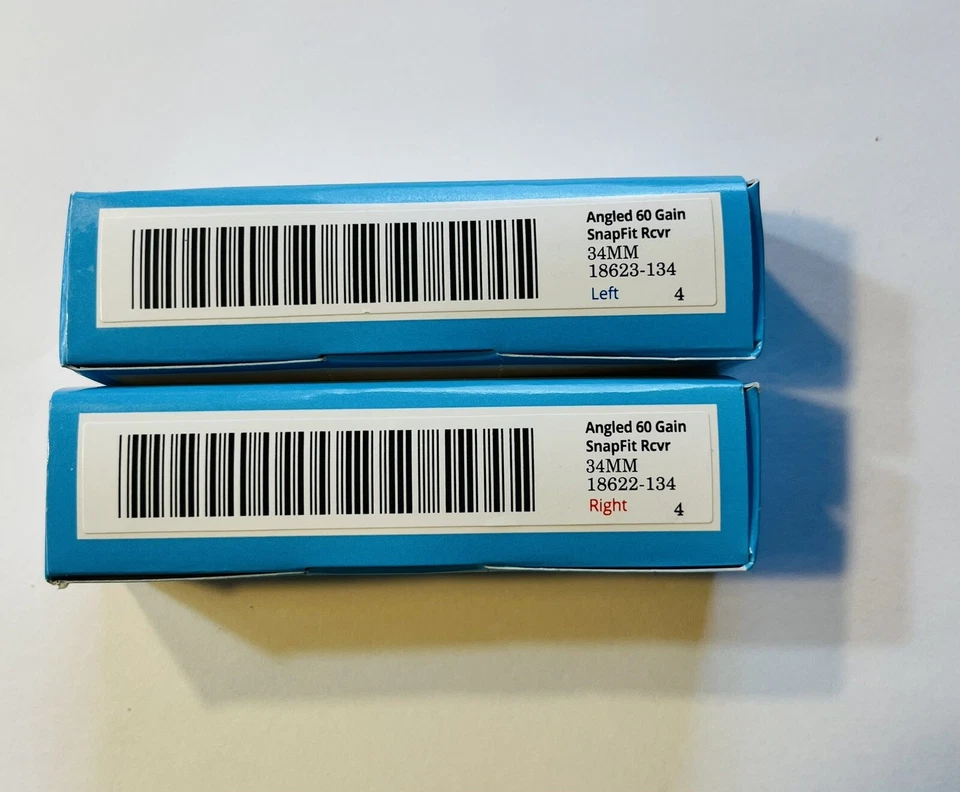 Angled 60 Gain
SnapFit Rcvr
34MM
18623-134
Left 4
Angled 60 Gain
SnapFit Rcvr
34MM
18622-134
Right 4